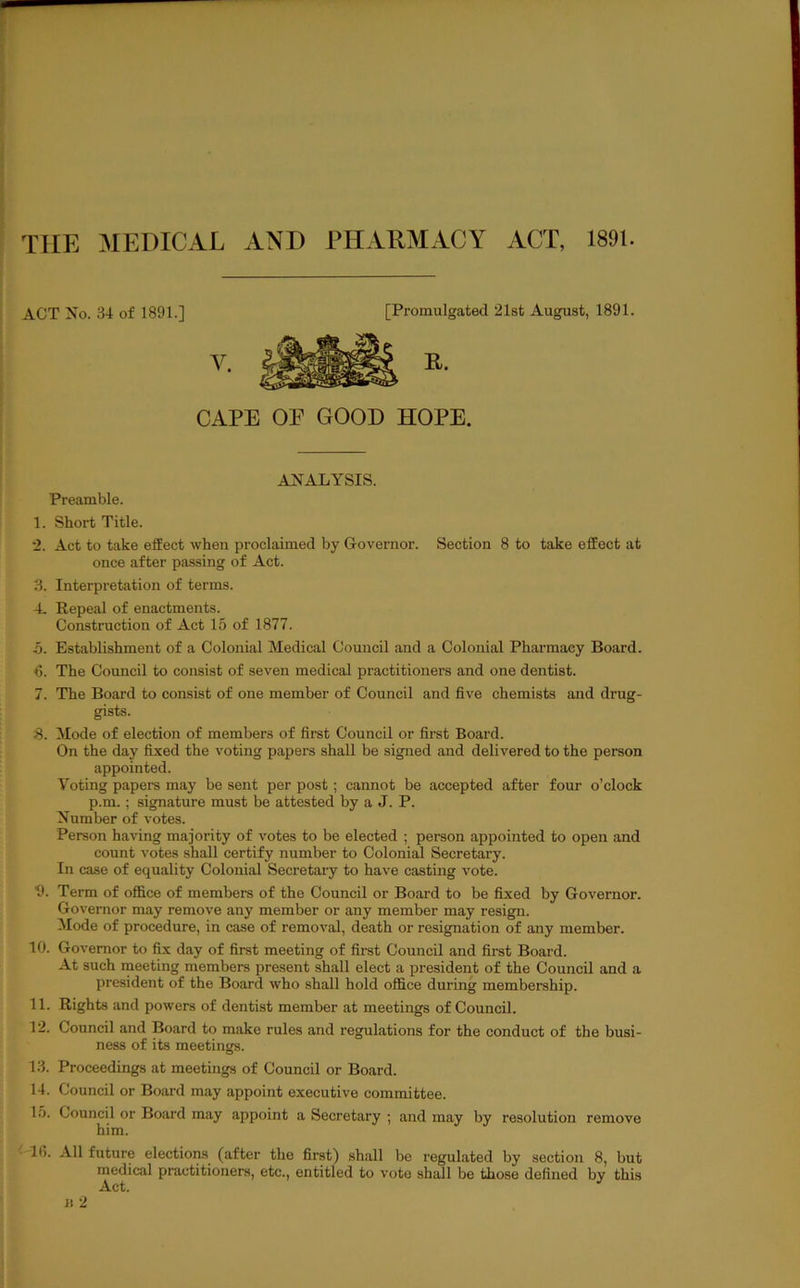 THE MEDICAL AND PHARMACY ACT, 1891.
ACT No. 34 of 1891.] [Promulgated 21st August, 1891.
V. R.
CAPE OF GOOD HOPE.
ANALYSIS.
Preamble.
1. Short Title.
2. Act to take effect when proclaimed by Governor. Section 8 to take effect at
once after passing of Act.
3. Interpretation of terms.
4. Repeal of enactments.
Construction of Act 15 of 1877.
5. Establishment of a Colonial Medical Council and a Colonial Pharmacy Board.
6. The Council to consist of seven medical practitioners and one dentist.
7. The Board to consist of one member of Council and five chemists and drug-
gists.
8. Mode of election of members of first Council or first Board.
On the day fixed the voting papers shall be signed and delivered to the person
appointed.
Voting papers may be sent per post ; cannot be accepted after four o'clock
p.m. ; signature must be attested by a J. P.
Number of votes.
Person having majority of votes to be elected ; person appointed to open and
count votes shall certify number to Colonial Secretary.
In case of equality Colonial Secretary to have casting vote.
9. Term of office of members of the Council or Board to be fixed by Governor.
Governor may remove any member or any member may resign.
Mode of procedure, in case of removal, death or resignation of any member.
10. Governor to fix day of first meeting of first Council and first Board.
At such meeting members present shall elect a president of the Council and a
president of the Board who shall hold office during membership.
11. Rights and powers of dentist member at meetings of Council.
12. Council and Board to make rules and regulations for the conduct of the busi-
ness of its meetings.
13. Proceedings at meetings of Council or Board.
14. Council or Board may appoint executive committee.
15. Council or Board may appoint a Secretary ; and may by resolution remove
him.
16. All future elections (after the first) shall be regulated by section 8, but
medical practitioners, etc., entitled to vote shall be those defined by this
Act.
B 2